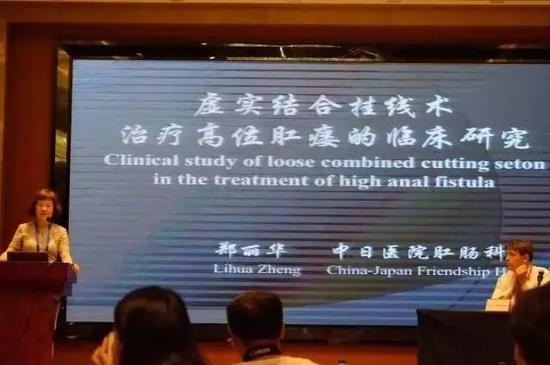 虚实结合挂线术
治疗高位肛瘘的临床研究
Clinical study of loose combined cutting seton
in the treatment of high anal fistula
郑丽华 中日医院肛肠科
Lihua Zheng China-Japan Friendship H